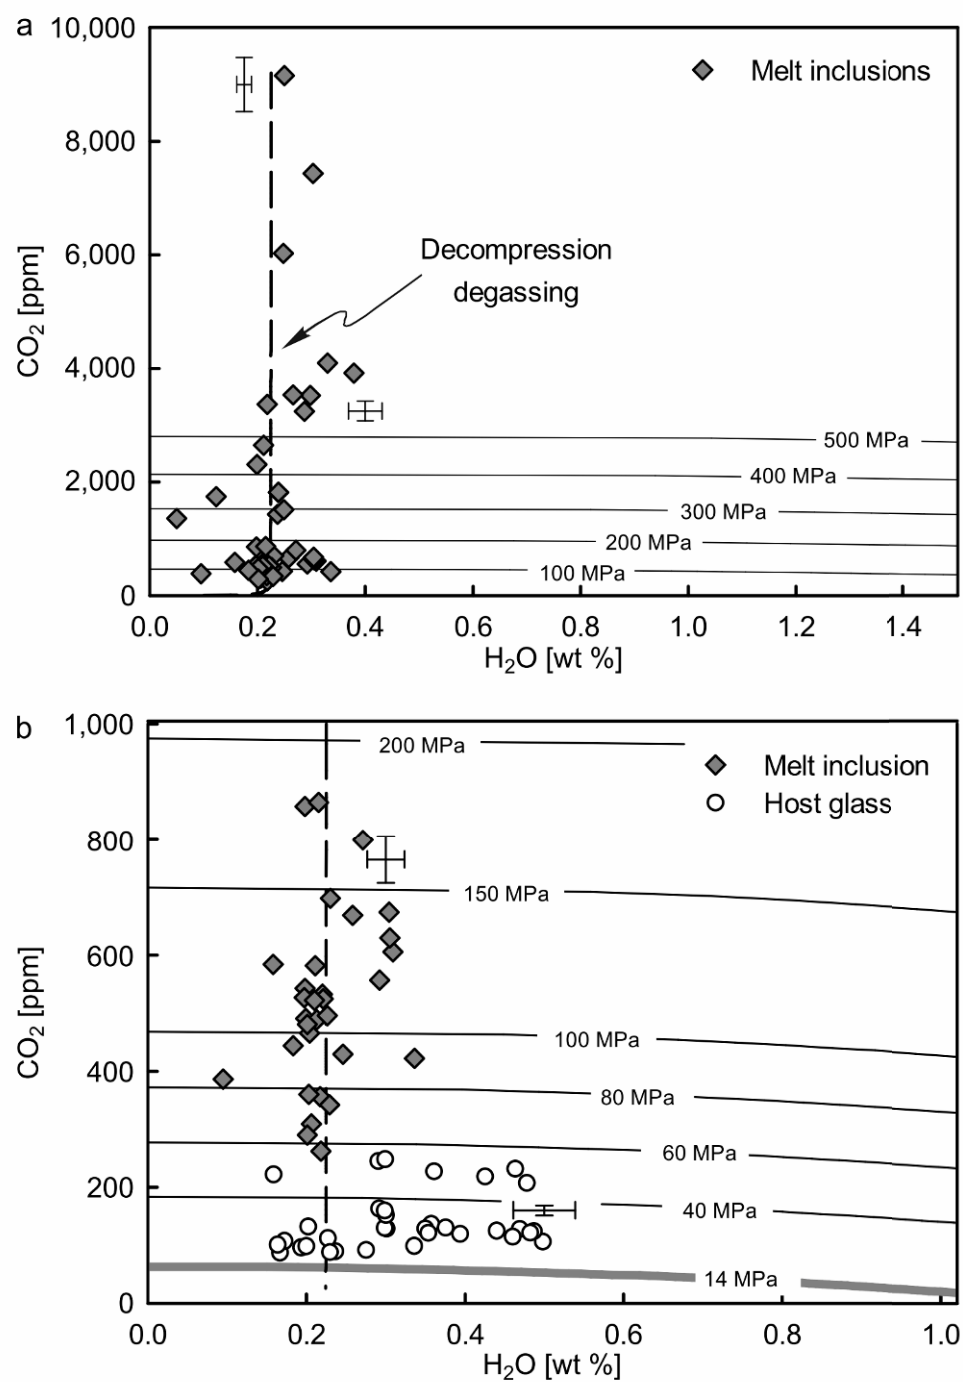 a
10,000
8,000
6,000
4,000
2,000
0
CO2 [ppm]
Melt inclusions
Decompression
degassing
500 MPa
400 MPa
300 MPa
200 MPa
100 MPa
0.0 0.2 0.4 0.6 0.8 1.0 1.2 1.4
H2O [wt %]
b
1,000
800
600
400
200
0
CO2 [ppm]
200 MPa
Melt inclusion
Host glass
150 MPa
100 MPa
80 MPa
60 MPa
40 MPa
14 MPa
0.0 0.2 0.4 0.6 0.8 1.0
H2O [wt %]